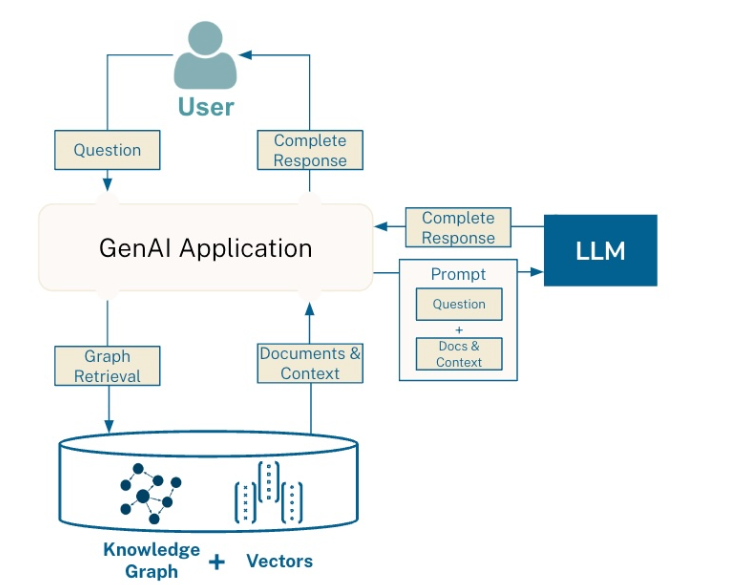 User
Question
Complete
Response
GenAI Application
Complete
Response
LLM
Prompt
Question
+
Docs &
Context
Graph
Retrieval
Documents &
Context
Knowledge
Graph
+
Vectors